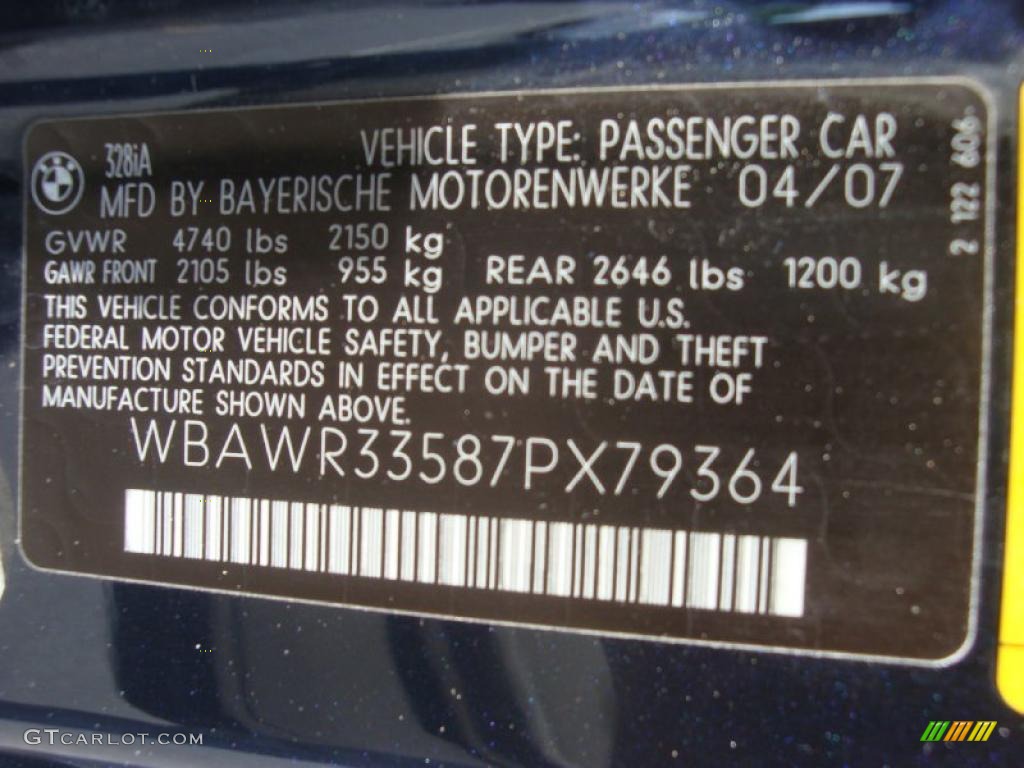 328iA VEHICLE TYPE: PASSENGER CAR
MFD BY BAYERISCHE MOTORENWERKE 04/07
GVWR 4740 lbs 2150 kg
GAWR FRONT 2105 lbs 955 kg REAR 2646 lbs 1200 kg
THIS VEHICLE CONFORMS TO ALL APPLICABLE U.S.
FEDERAL MOTOR VEHICLE SAFETY, BUMPER AND THEFT
PREVENTION STANDARDS IN EFFECT ON THE DATE OF
MANUFACTURE SHOWN ABOVE.
WBAWR33587PX79364
2 122 606
BMW
GTCARLOT.COM